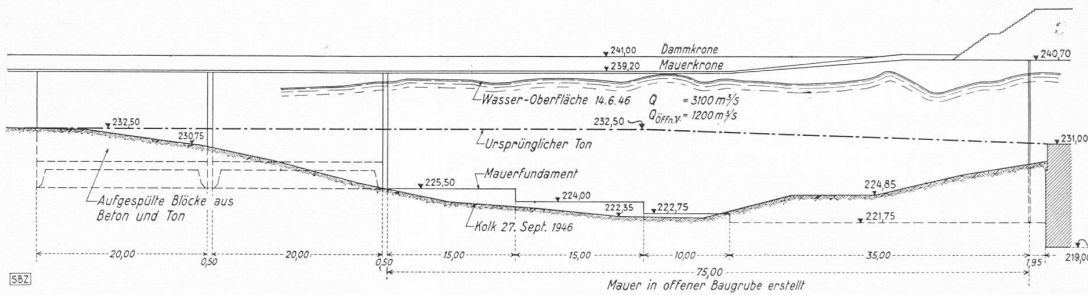 241,00 Dammkrone
239,20 Mauerkrone
240,70
Wasser-Oberfläche 14.6.46 Q = 3100 m³/s
QÖffn.V. = 1200 m³/s
232,50
232,50
230,75
Ursprünglicher Ton
231,00
Mauerfundament
225,50
224,00
222,35
222,75
224,85
221,75
Aufgespülte Blöcke aus
Beton und Ton
Kolk 27. Sept. 1946
219,00
20,00
0,50
20,00
0,50
15,00
15,00
10,00
35,00
1,95
75,00
SBZ
Mauer in offener Baugrube erstellt